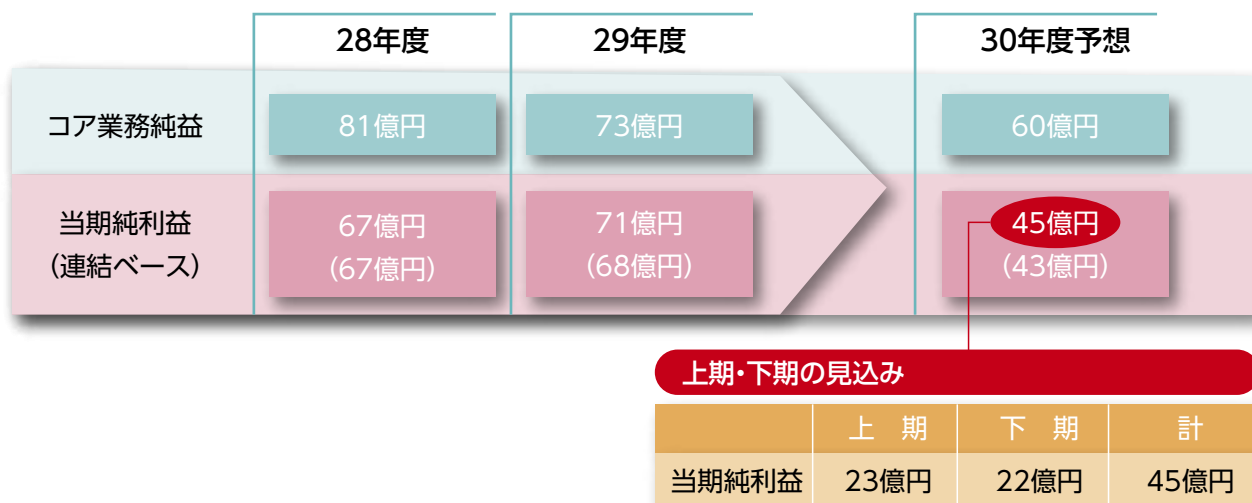 28年度 29年度 30年度予想
コア業務純益 81億円 73億円 60億円
当期純利益 67億円 71億円 45億円
(連結ベース) (67億円) (68億円) (43億円)
上期・下期の見込み
上 期 下 期 計
当期純利益 23億円 22億円 45億円